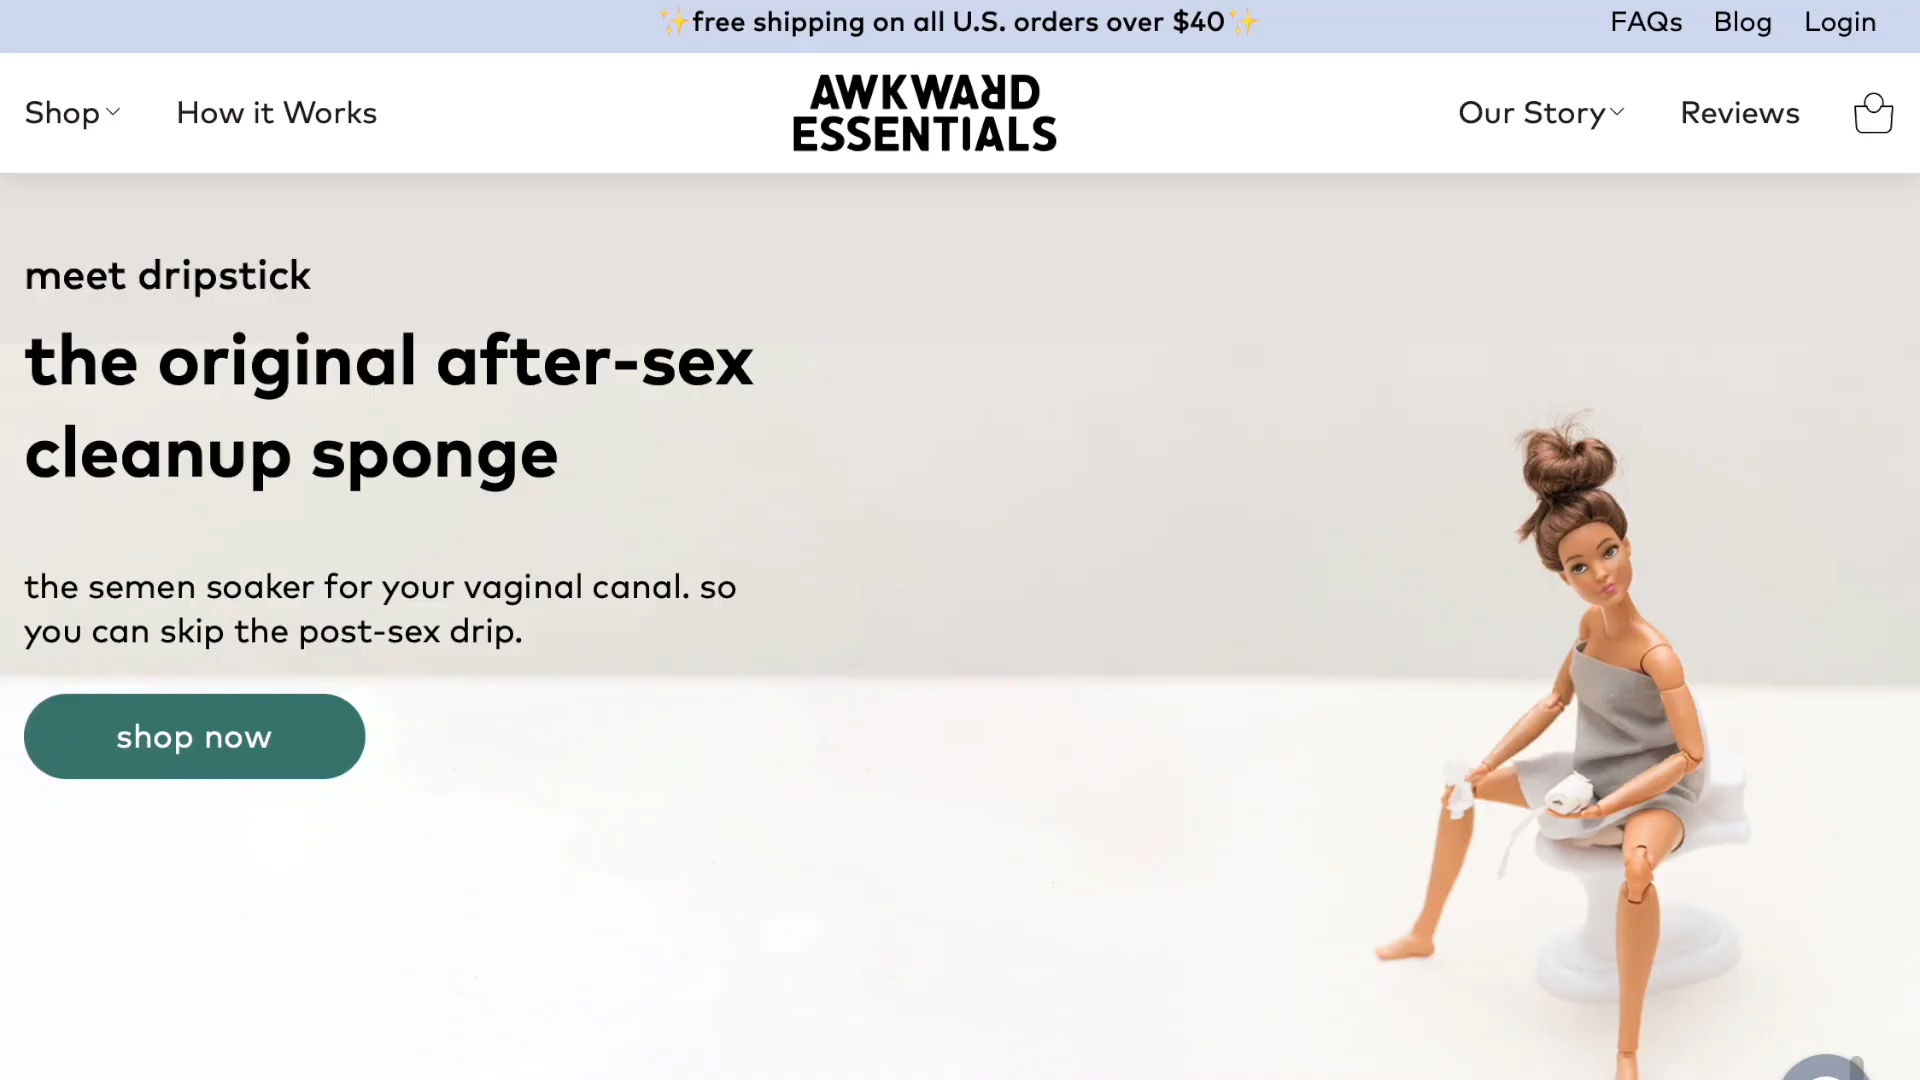 ✨free shipping on all U.S. orders over $40✨
FAQs Blog Login
Shop How it Works
AWKWARD
ESSENTIALS
Our Story Reviews
meet dripstick
the original after-sex
cleanup sponge
the semen soaker for your vaginal canal. so
you can skip the post-sex drip.
shop now